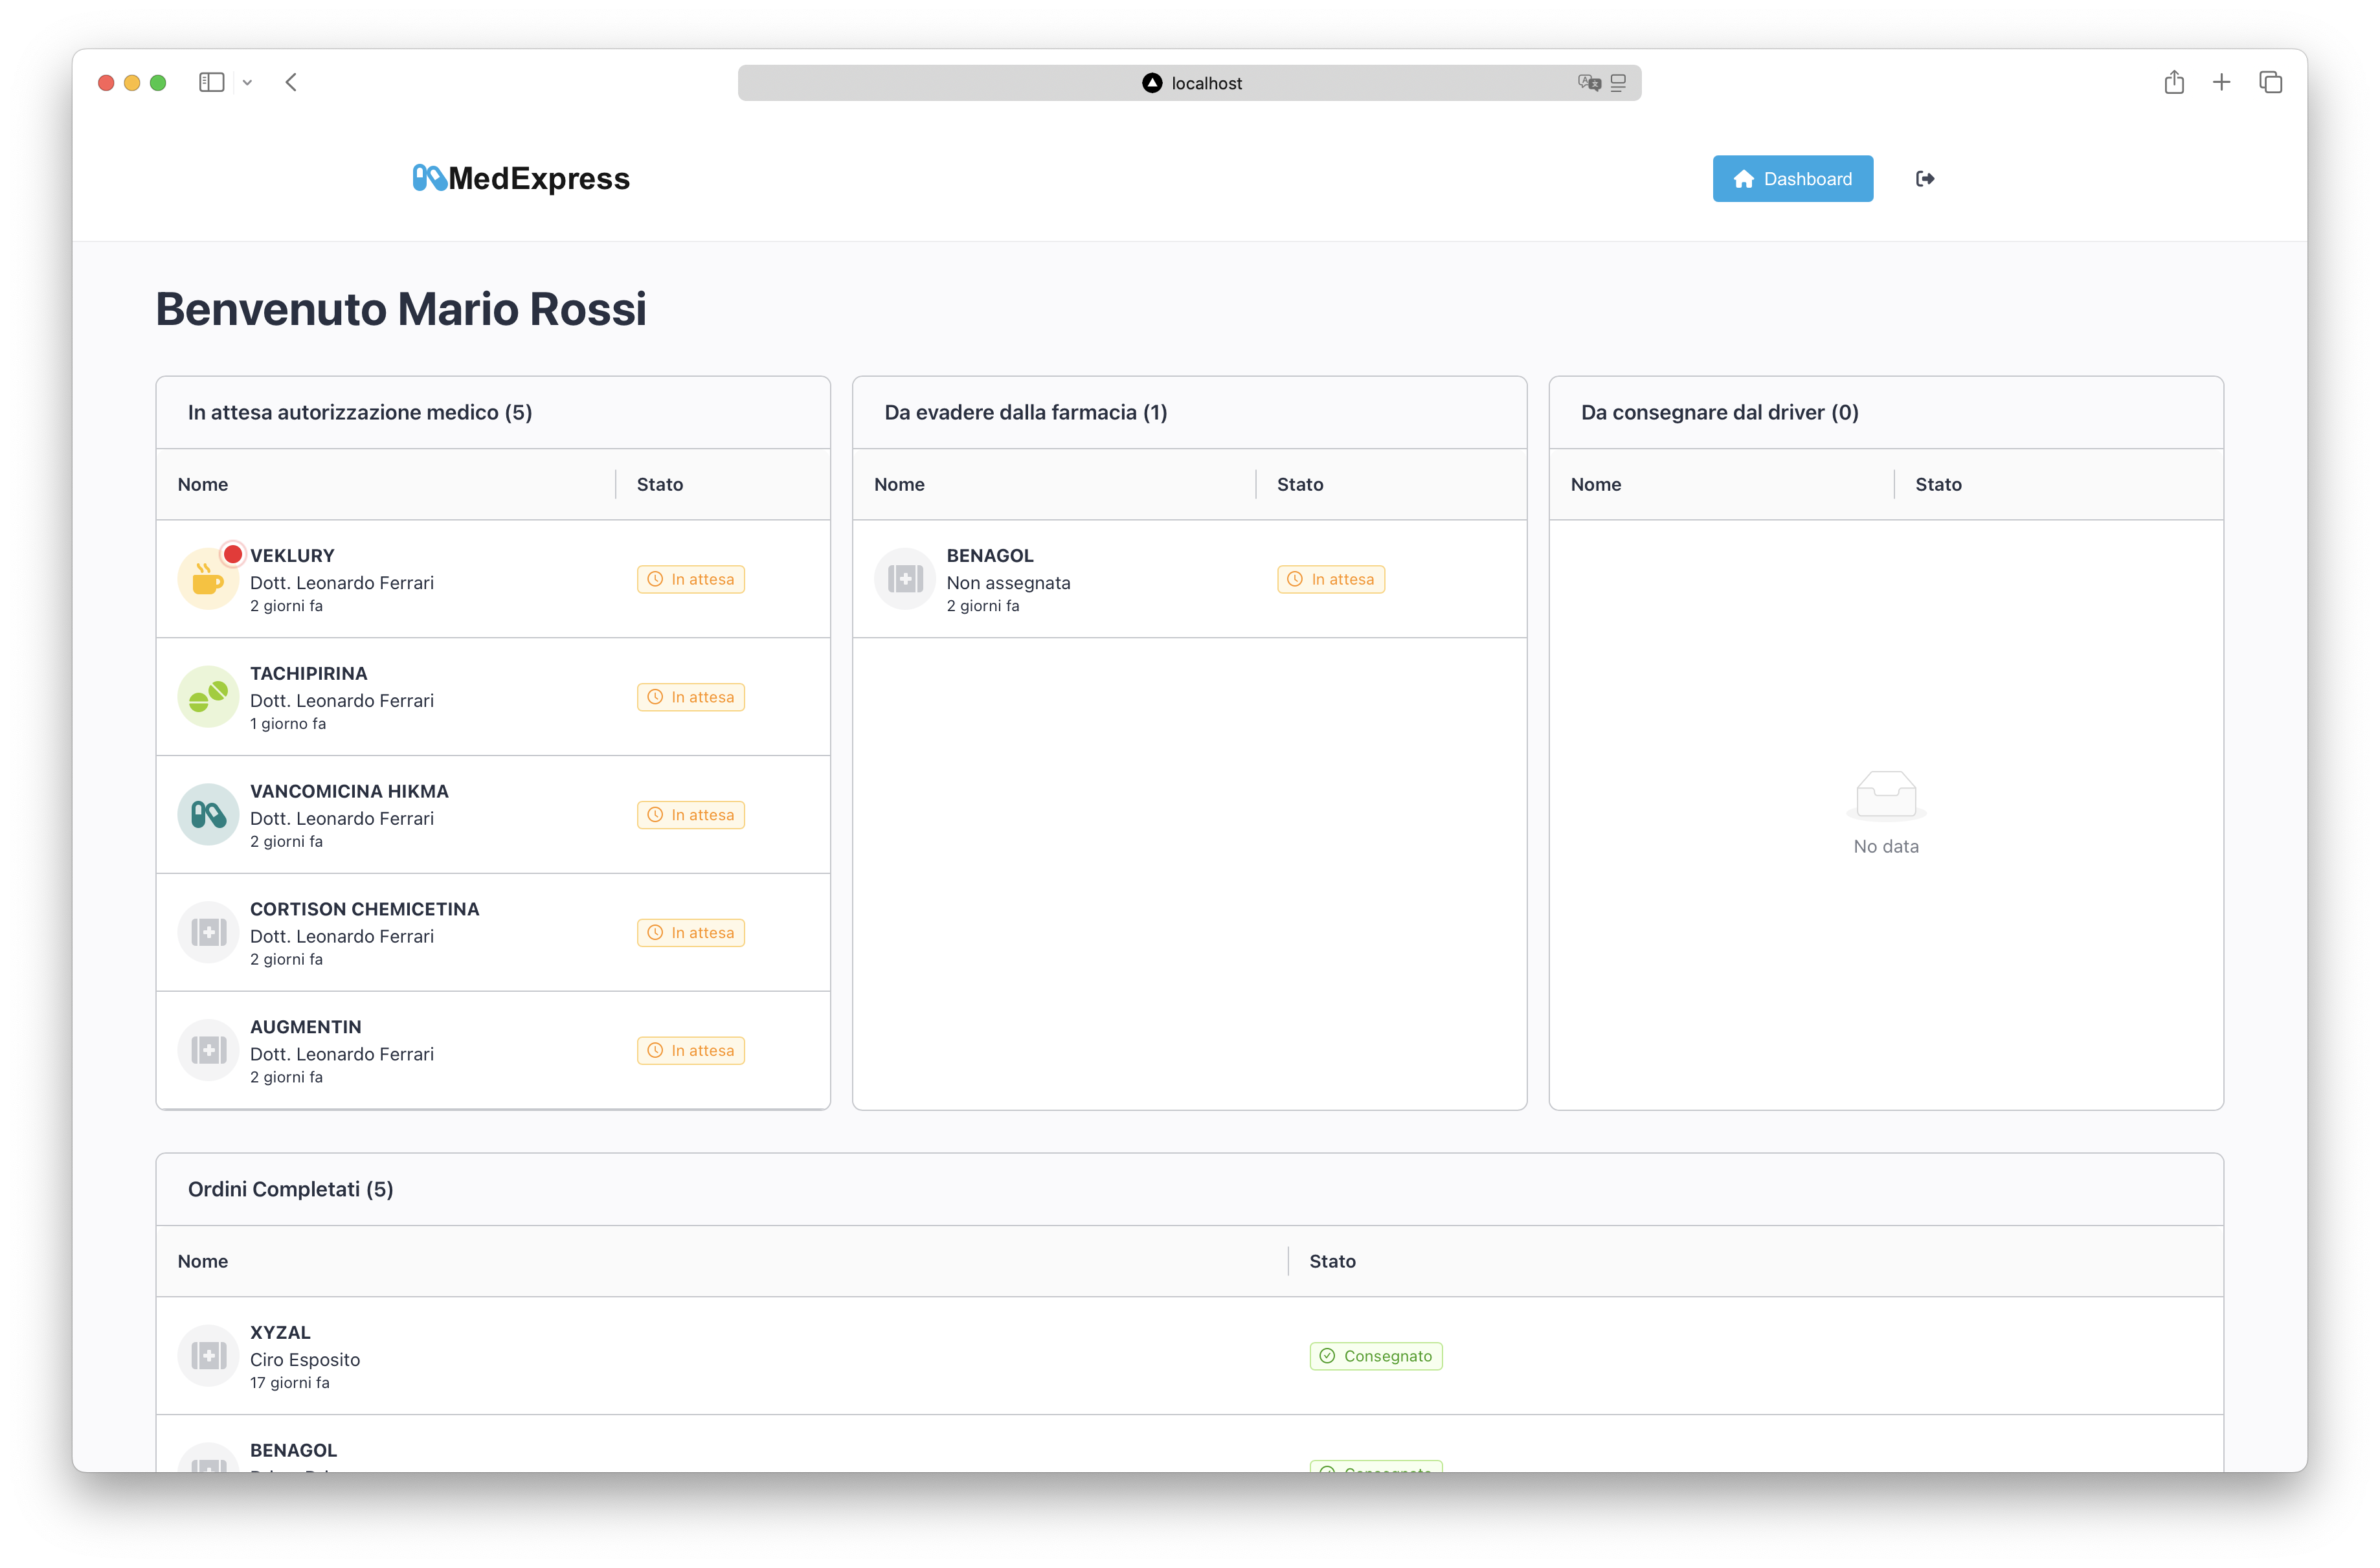 localhost
MedExpress
Dashboard
Benvenuto Mario Rossi
In attesa autorizzazione medico (5)
Nome Stato
VEKLURY
Dott. Leonardo Ferrari
2 giorni fa
In attesa
TACHIPIRINA
Dott. Leonardo Ferrari
1 giorno fa
In attesa
VANCOMICINA HIKMA
Dott. Leonardo Ferrari
2 giorni fa
In attesa
CORTISON CHEMICETINA
Dott. Leonardo Ferrari
2 giorni fa
In attesa
AUGMENTIN
Dott. Leonardo Ferrari
2 giorni fa
In attesa
Da evadere dalla farmacia (1)
Nome Stato
BENAGOL
Non assegnata
2 giorni fa
In attesa
Da consegnare dal driver (0)
Nome Stato
No data
Ordini Completati (5)
Nome Stato
XYZAL
Ciro Esposito
17 giorni fa
Consegnato
BENAGOL
Consegnato